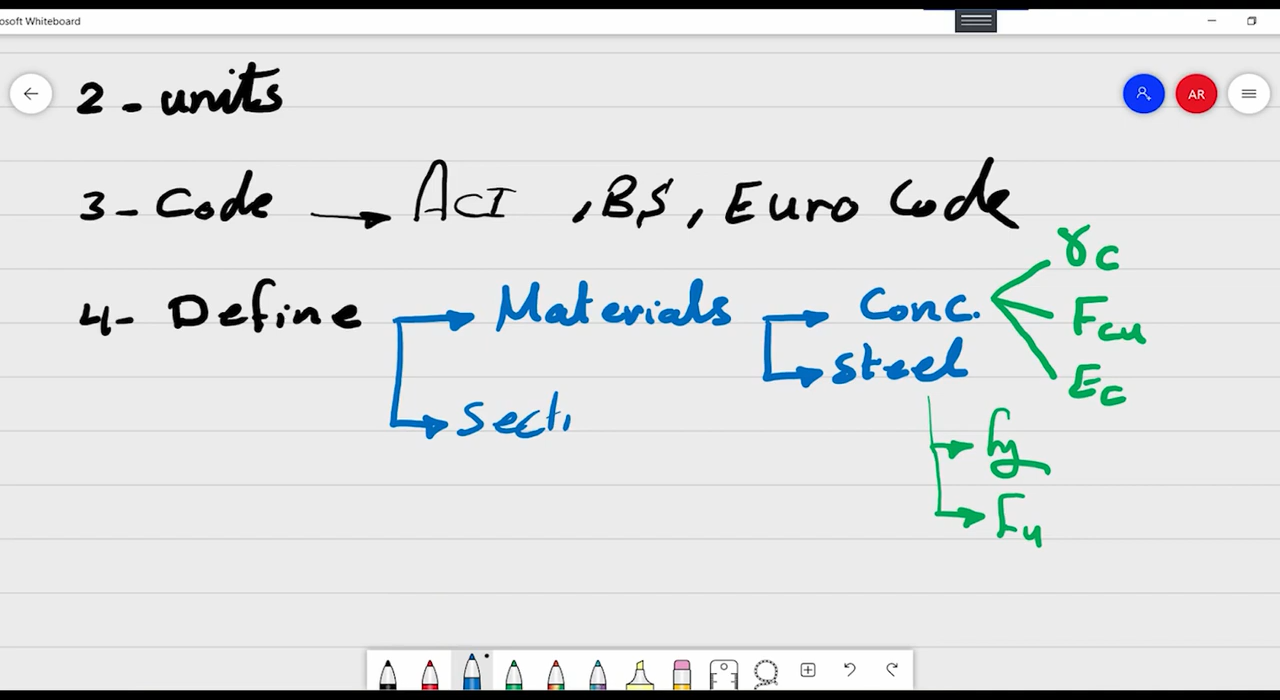 osoft Whiteboard
AR
2 - units
3 - Code → ACI , BS , Euro Code
4 - Define → Materials → Conc. γc
Fcu
→ Steel Ec
→ Secti
→ fy
→ Fu